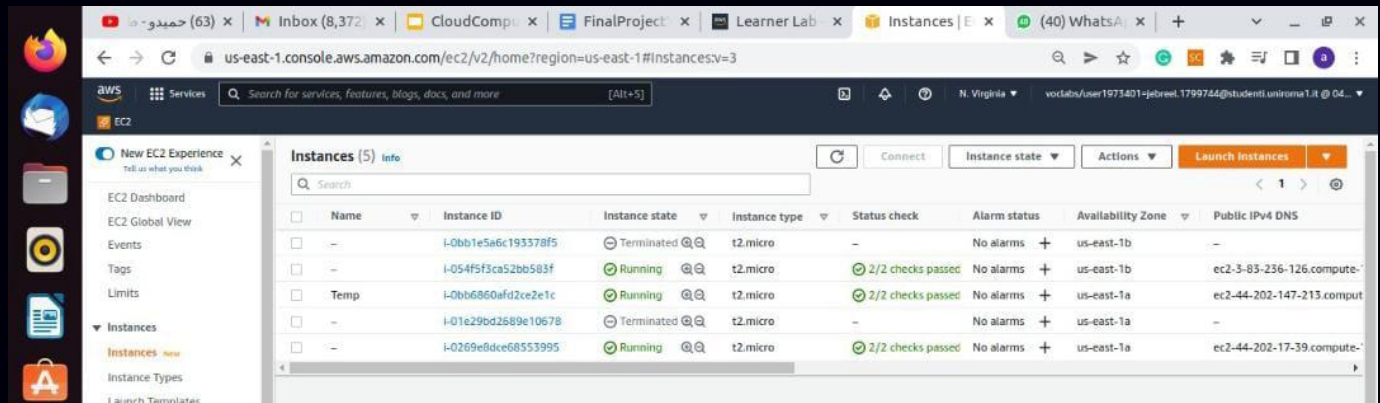 (63) حميدو - ما
Inbox (8,372
CloudCompu
FinalProject
Learner Lab
Instances | E
(40) WhatsA
us-east-1.console.aws.amazon.com/ec2/v2/home?region=us-east-1#Instances:v=3
aws Services Search for services, features, blogs, docs, and more [Alt+S] N. Virginia voclabs/user1973401=jebreel.1799744@studenti.uniroma1.it @ 04...
EC2
New EC2 Experience
Tell us what you think
EC2 Dashboard
EC2 Global View
Events
Tags
Limits
Instances
Instances New
Instance Types
Launch Templates
Instances (5) Info Connect Instance state Actions Launch instances
Search 1
Name Instance ID Instance state Instance type Status check Alarm status Availability Zone Public IPv4 DNS
– i-0bb1e5a6c193378f5 Terminated t2.micro – No alarms + us-east-1b –
– i-054f5f3ca52bb583f Running t2.micro 2/2 checks passed No alarms + us-east-1b ec2-3-83-236-126.compute-
Temp i-0bb6860afd2ce2e1c Running t2.micro 2/2 checks passed No alarms + us-east-1a ec2-44-202-147-213.comput
– i-01e29bd2689e10678 Terminated t2.micro – No alarms + us-east-1a –
– i-0269e8dce68553995 Running t2.micro 2/2 checks passed No alarms + us-east-1a ec2-44-202-17-39.compute-